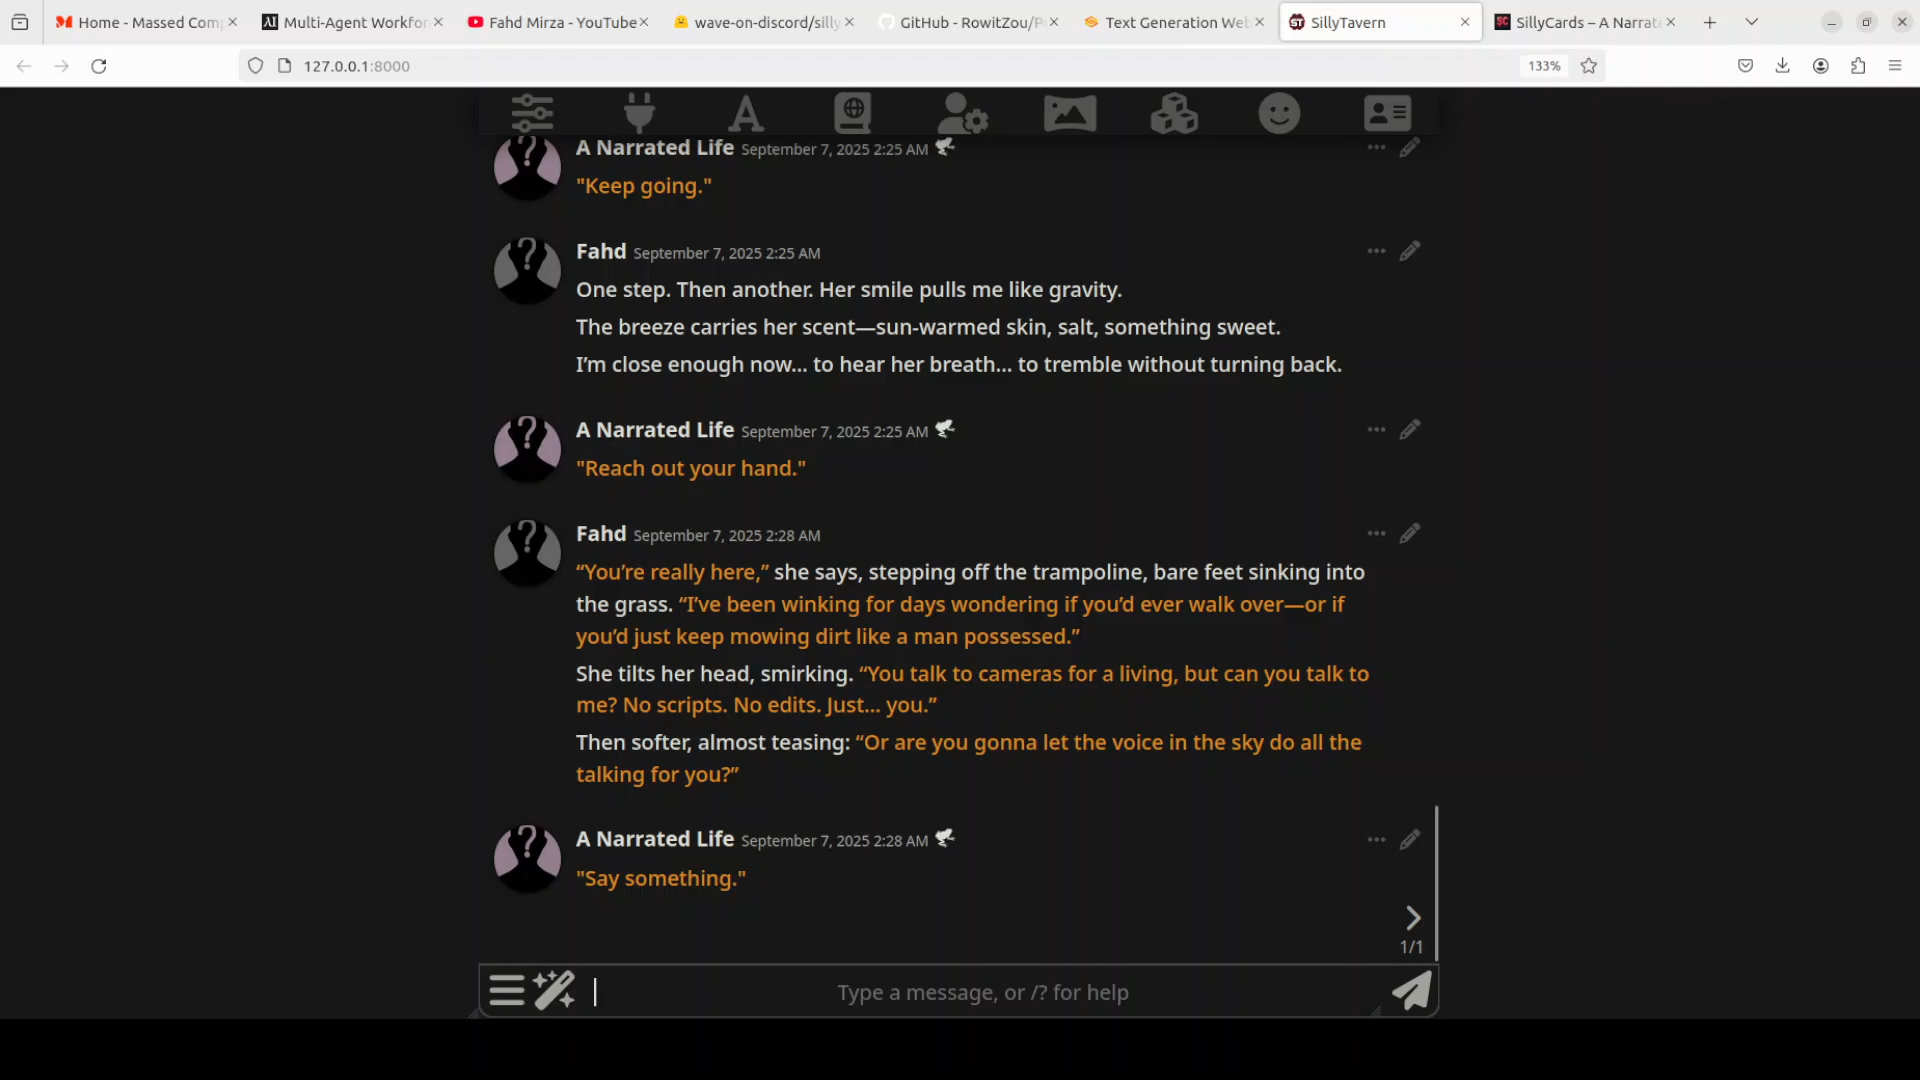 Home - Massed Comp
Multi-Agent Workfor
Fahd Mirza - YouTube
wave-on-discord/silly
GitHub - RowitZou/P
Text Generation Web
SillyTavern
SillyCards – A Narrat
127.0.0.1:8000
133%
A Narrated Life September 7, 2025 2:25 AM
"Keep going."
Fahd September 7, 2025 2:25 AM
One step. Then another. Her smile pulls me like gravity.
The breeze carries her scent—sun-warmed skin, salt, something sweet.
I’m close enough now… to hear her breath… to tremble without turning back.
A Narrated Life September 7, 2025 2:25 AM
"Reach out your hand."
Fahd September 7, 2025 2:28 AM
“You’re really here,” she says, stepping off the trampoline, bare feet sinking into
the grass. “I’ve been winking for days wondering if you’d ever walk over—or if
you’d just keep mowing dirt like a man possessed.”
She tilts her head, smirking. “You talk to cameras for a living, but can you talk to
me? No scripts. No edits. Just… you.”
Then softer, almost teasing: “Or are you gonna let the voice in the sky do all the
talking for you?”
A Narrated Life September 7, 2025 2:28 AM
"Say something."
1/1
Type a message, or /? for help